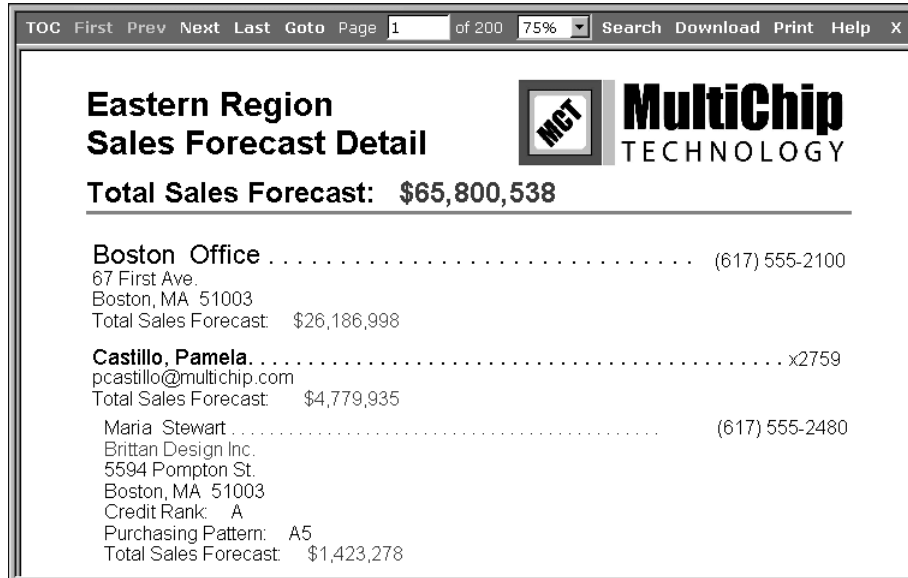 TOC First Prev Next Last Goto Page 1 of 200 75% Search Download Print Help X
Eastern Region
Sales Forecast Detail
MCT
MultiChip
TECHNOLOGY
Total Sales Forecast: $65,800,538
Boston Office . . . . . . . . . . . . . . . . . . . . . . . . . . . . . . (617) 555-2100
67 First Ave.
Boston, MA 51003
Total Sales Forecast: $26,186,998
Castillo, Pamela. . . . . . . . . . . . . . . . . . . . . . . . . . . . . . . . . . . . . . . . . x2759
pcastillo@multichip.com
Total Sales Forecast: $4,779,935
Maria Stewart . . . . . . . . . . . . . . . . . . . . . . . . . . . . . . . . . . . . . . . . (617) 555-2480
Brittan Design Inc.
5594 Pompton St.
Boston, MA 51003
Credit Rank: A
Purchasing Pattern: A5
Total Sales Forecast: $1,423,278